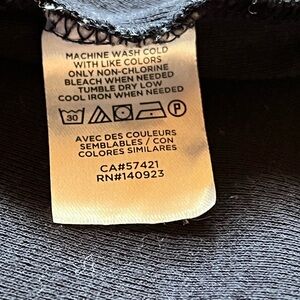 MACHINE WASH COLD
WITH LIKE COLORS
ONLY NON-CHLORINE
BLEACH WHEN NEEDED
TUMBLE DRY LOW
COOL IRON WHEN NEEDED
30 P
AVEC DES COULEURS
SEMBLABLES / CON
COLORES SIMILARES
CA#57421
RN#140923